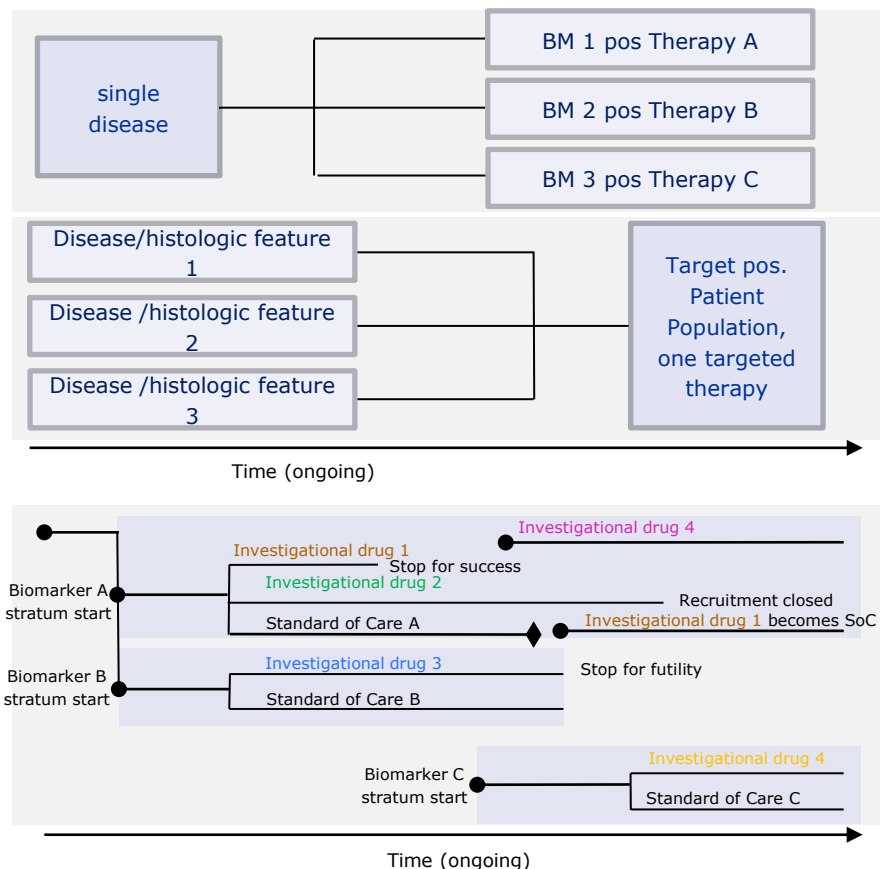 single
disease
BM 1 pos Therapy A
BM 2 pos Therapy B
BM 3 pos Therapy C
Disease/histologic feature
1
Disease /histologic feature
2
Disease /histologic feature
3
Target pos.
Patient
Population,
one targeted
therapy
Time (ongoing)
Investigational drug 4
Investigational drug 1
Stop for success
Biomarker A
stratum start
Investigational drug 2
Recruitment closed
Standard of Care A
Investigational drug 1 becomes SoC
Biomarker B
stratum start
Investigational drug 3
Stop for futility
Standard of Care B
Biomarker C
stratum start
Investigational drug 4
Standard of Care C
Time (ongoing)